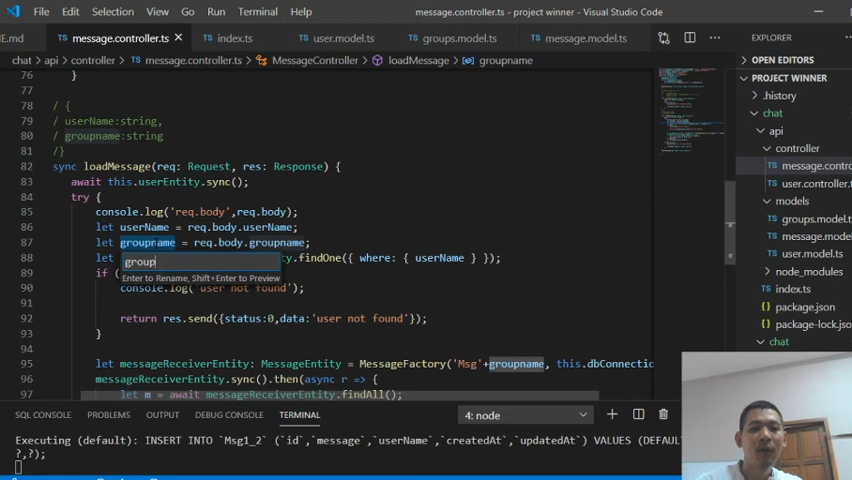 File Edit Selection View Go Run Terminal Help message.controller.ts - project winner - Visual Studio Code
E.md message.controller.ts index.ts user.model.ts groups.model.ts message.model.ts EXPLORER
chat > api > controller > message.controller.ts > MessageController > loadMessage > groupname
OPEN EDITORS
PROJECT WINNER
.history
chat
api
controller
message.contro
user.controller.t
models
groups.model.ts
message.model.
user.model.ts
node_modules
index.ts
package.json
package-lock.js
chat
76 }
77
78 / {
79 / userName:string,
80 / groupname:string
81 /}
82 sync loadMessage(req: Request, res: Response) {
83 await this.userEntity.sync();
84 try {
85 console.log('req.body',req.body);
86 let userName = req.body.userName;
87 let groupname = req.body.groupname;
88 let .findOne({ where: { userName } });
group
Enter to Rename, Shift+Enter to Preview
89 if (
90 console.log('user not found');
91
92 return res.send({status:0,data:'user not found'});
93 }
94
95 let messageReceiverEntity: MessageEntity = MessageFactory('Msg'+groupname, this.dbConnectio
96 messageReceiverEntity.sync().then(async r => {
97 let m = await messageReceiverEntity.findAll();
SQL CONSOLE PROBLEMS OUTPUT DEBUG CONSOLE TERMINAL 4: node
Executing (default): INSERT INTO `Msg1_2` (`id`,`message`,`userName`,`createdAt`,`updatedAt`) VALUES (DEFAU
?,?);